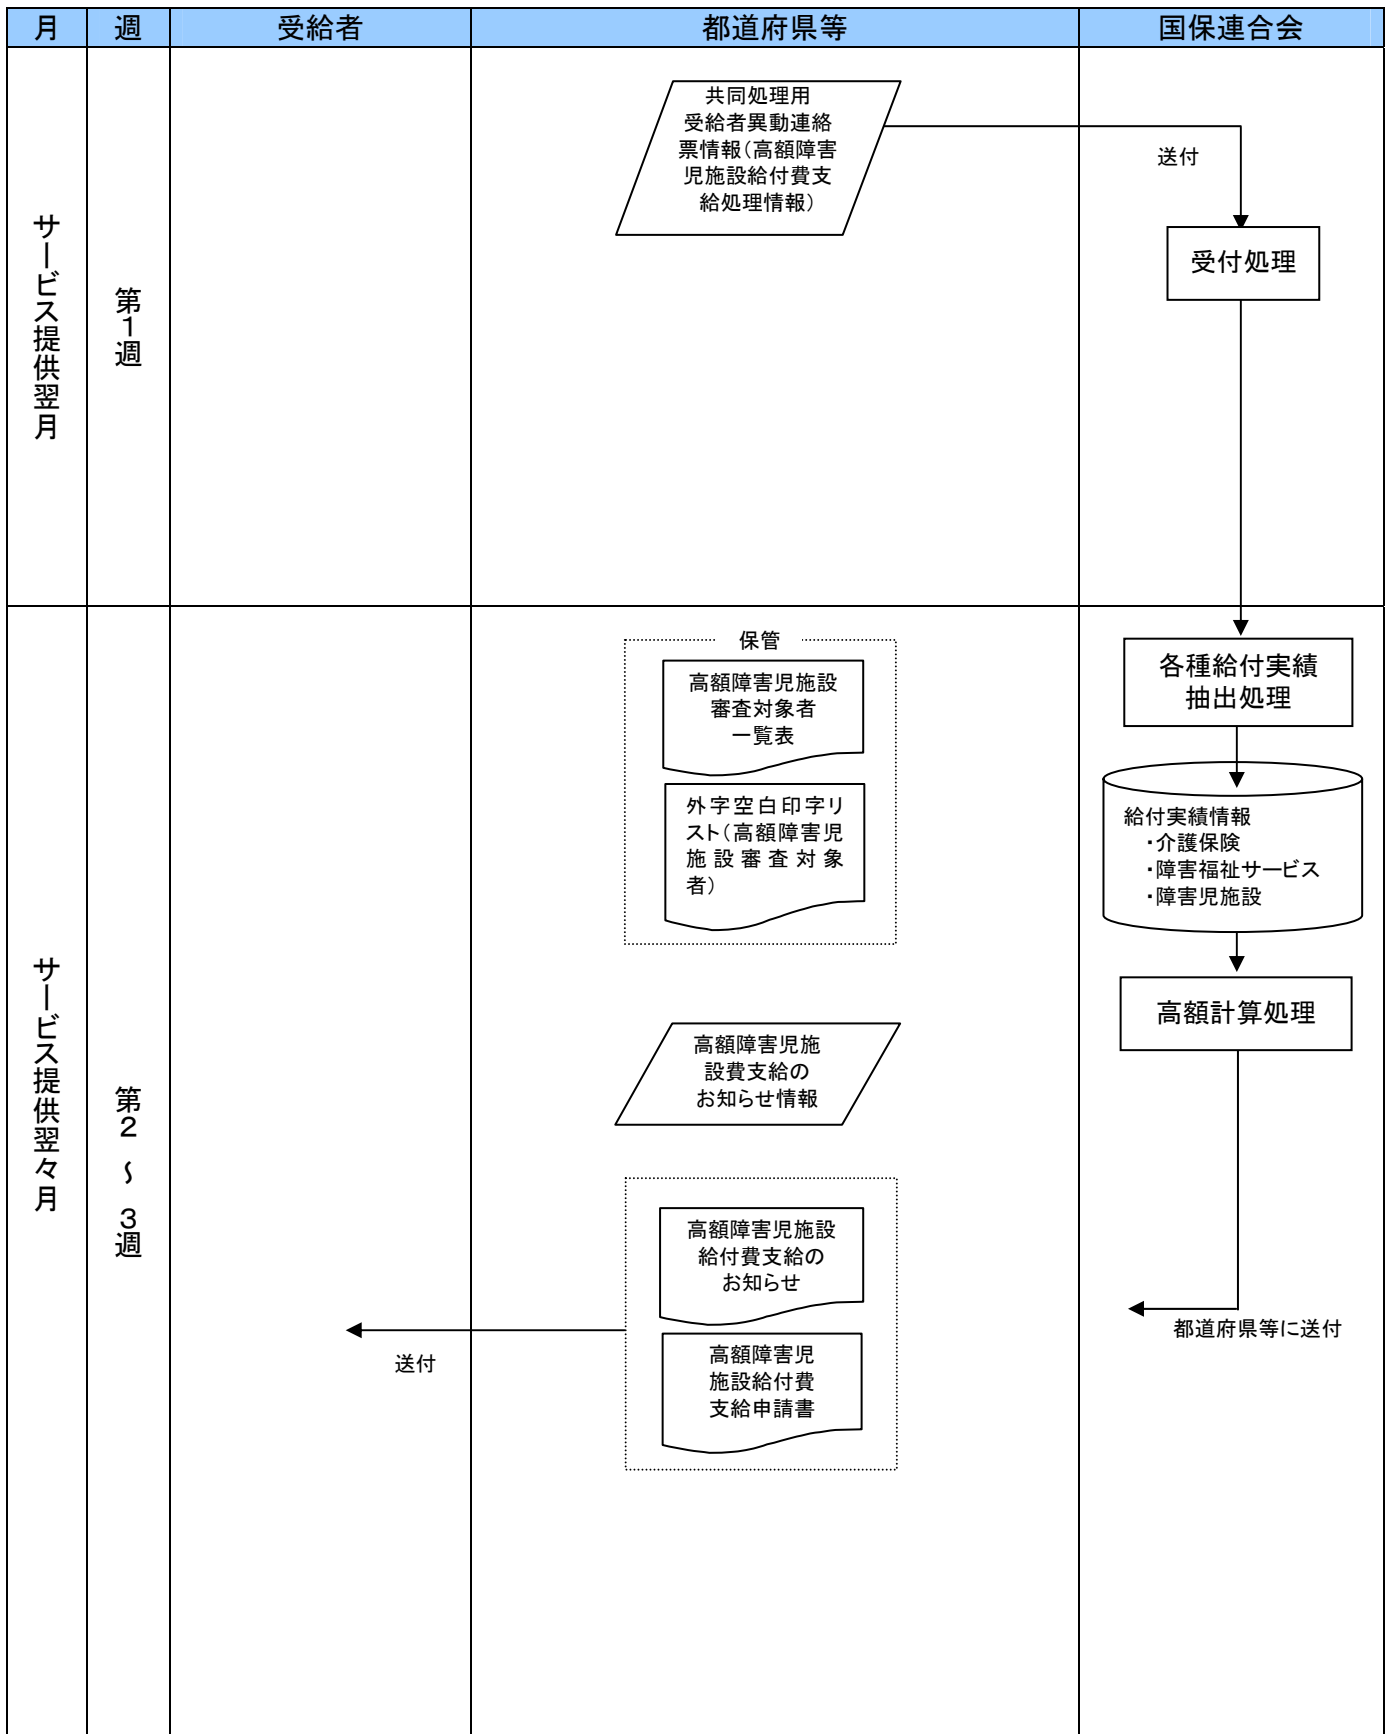 月 週 受給者 都道府県等 国保連合会
サービス提供翌月
第1週
共同処理用
受給者異動連絡
票情報（高額障害
児施設給付費支
給処理情報）
送付
受付処理
サービス提供翌々月
第2～3週
保管
高額障害児施設
審査対象者
一覧表
外字空白印字リ
スト（高額障害児
施設審査対象
者）
高額障害児施
設費支給の
お知らせ情報
高額障害児施設
給付費支給の
お知らせ
高額障害児
施設給付費
支給申請書
送付
各種給付実績
抽出処理
給付実績情報
・介護保険
・障害福祉サービス
・障害児施設
高額計算処理
都道府県等に送付